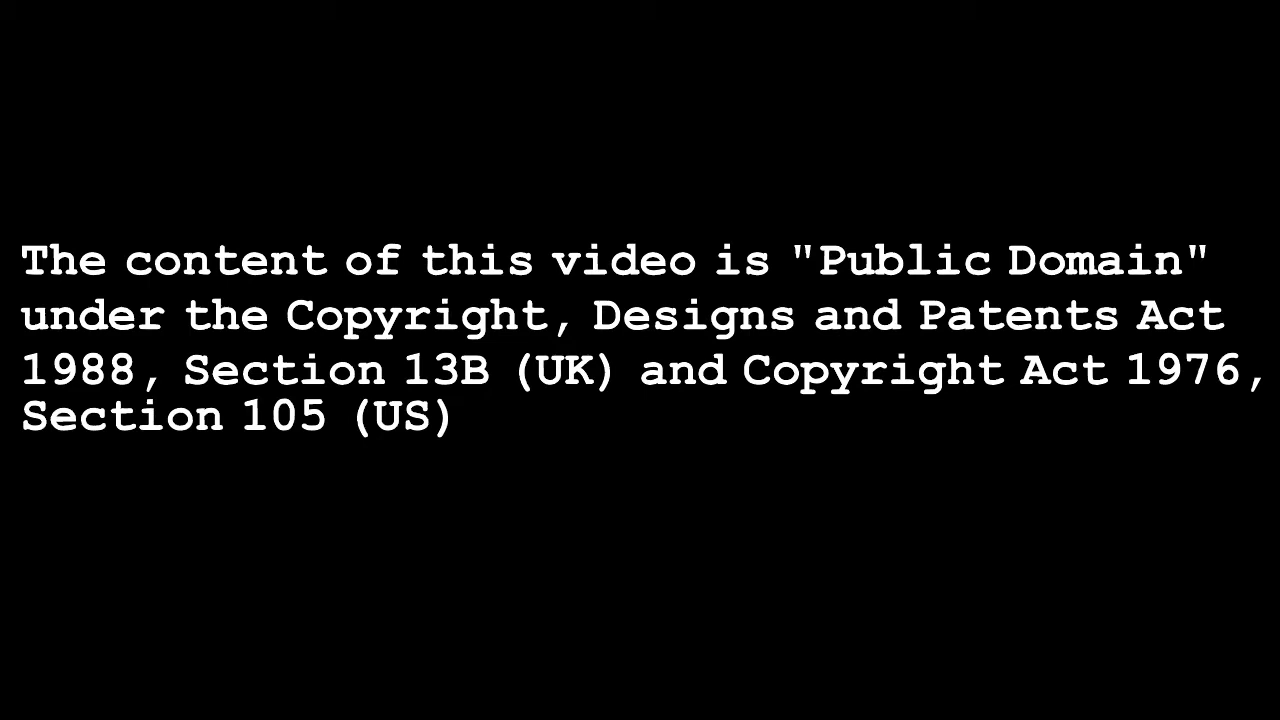 The content of this video is "Public Domain"
under the Copyright, Designs and Patents Act
1988, Section 13B (UK) and Copyright Act 1976,
Section 105 (US)